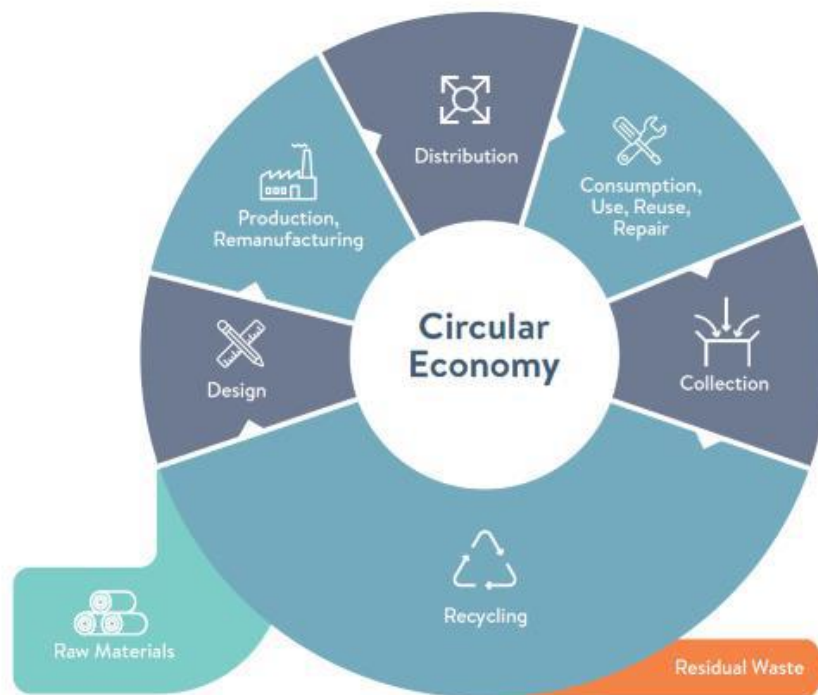 Distribution
Production,
Remanufacturing
Consumption,
Use, Reuse,
Repair
Circular
Economy
Design
Collection
Recycling
Raw Materials
Residual Waste